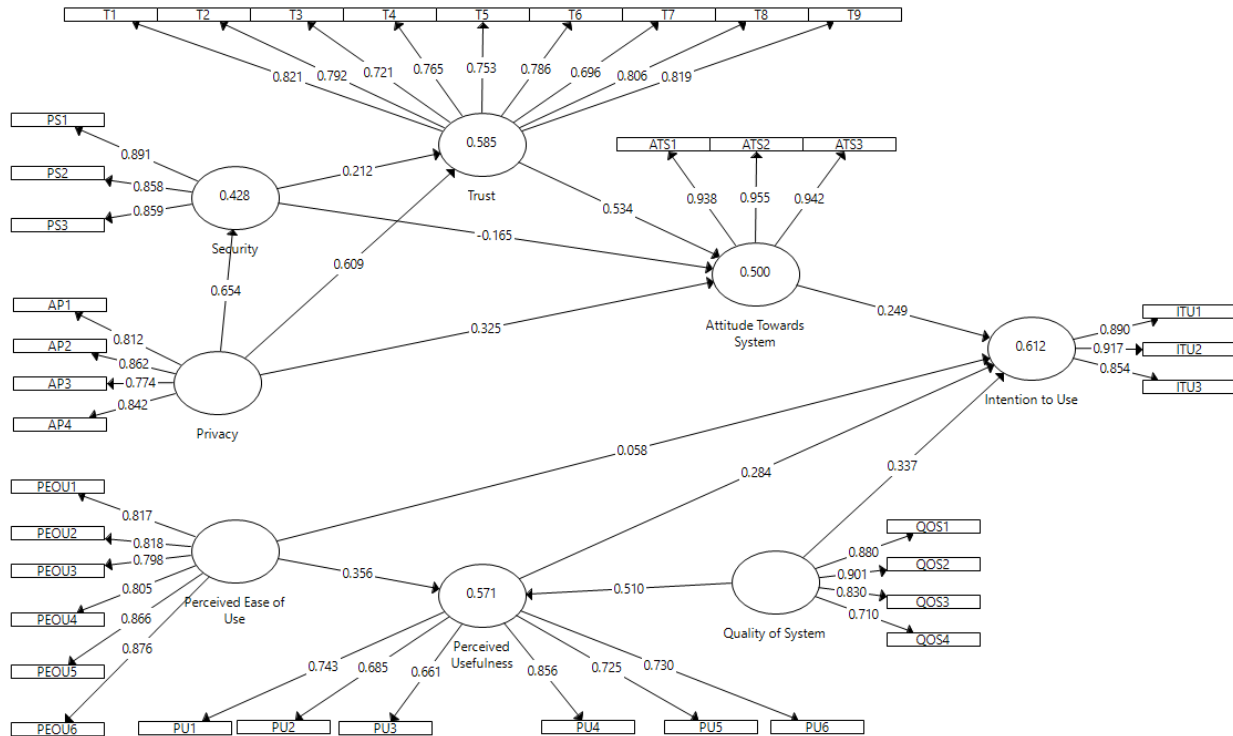 T1 T2 T3 T4 T5 T6 T7 T8 T9
0.821 0.792 0.721 0.765 0.753 0.786 0.696 0.806 0.819
PS1
PS2
PS3
0.891
0.858
0.859
0.428
Security
0.212
0.585
Trust
ATS1 ATS2 ATS3
0.938 0.955 0.942
0.534
-0.165
0.654
0.609
0.325
0.500
Attitude Towards
System
0.249
AP1
AP2
AP3
AP4
0.812
0.862
0.774
0.842
Privacy
0.612
Intention to Use
0.890
0.917
0.854
ITU1
ITU2
ITU3
0.058
0.284
0.337
PEOU1
PEOU2
PEOU3
PEOU4
PEOU5
PEOU6
0.817
0.818
0.798
0.805
0.866
0.876
Perceived Ease of
Use
0.356
0.571
Perceived
Usefulness
0.510
Quality of System
0.880
0.901
0.830
0.710
QOS1
QOS2
QOS3
QOS4
0.743 0.685 0.661 0.856 0.725 0.730
PU1 PU2 PU3 PU4 PU5 PU6